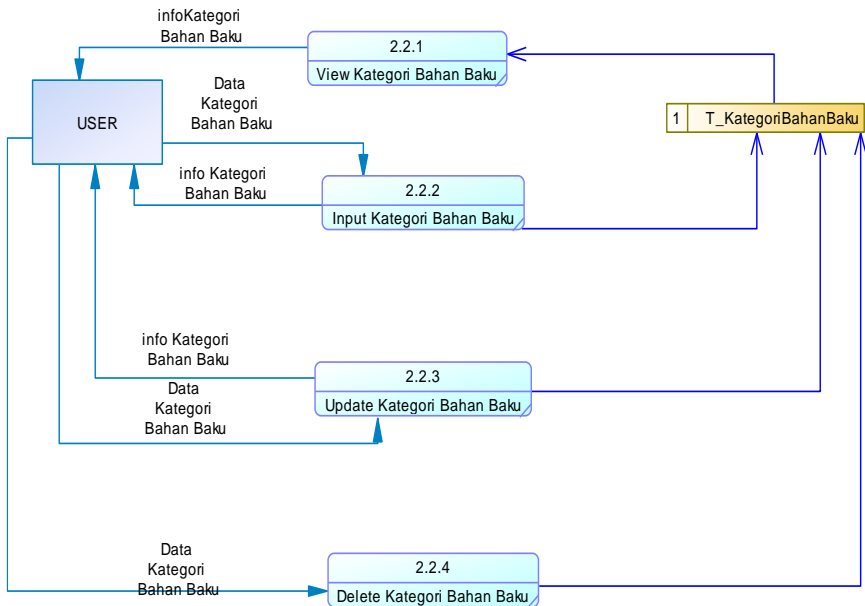 infoKategori
Bahan Baku
2.2.1
View Kategori Bahan Baku
Data
Kategori
Bahan Baku
USER
1 T_KategoriBahanBaku
info Kategori
Bahan Baku
2.2.2
Input Kategori Bahan Baku
info Kategori
Bahan Baku
2.2.3
Update Kategori Bahan Baku
Data
Kategori
Bahan Baku
Data
Kategori
Bahan Baku
2.2.4
Delete Kategori Bahan Baku